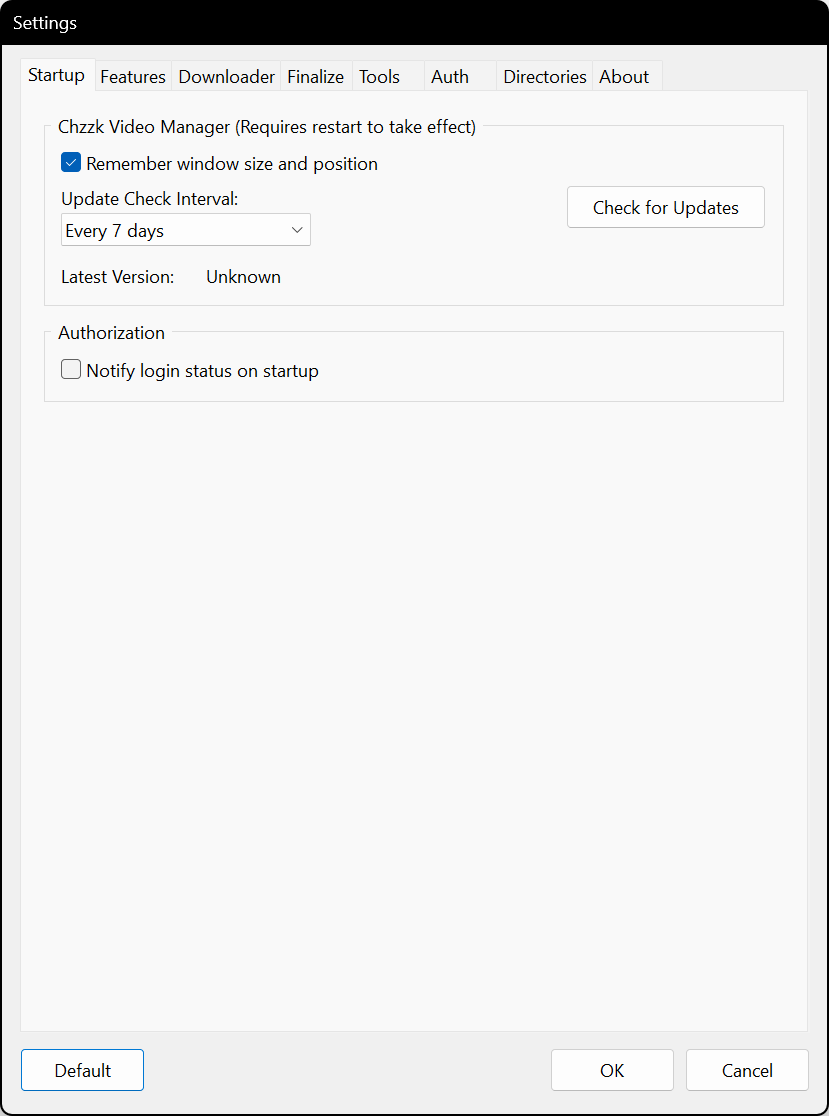 Settings
Startup Features Downloader Finalize Tools Auth Directories About
Chzzk Video Manager (Requires restart to take effect)
Remember window size and position
Update Check Interval:
Check for Updates
Every 7 days
Latest Version: Unknown
Authorization
Notify login status on startup
Default OK Cancel